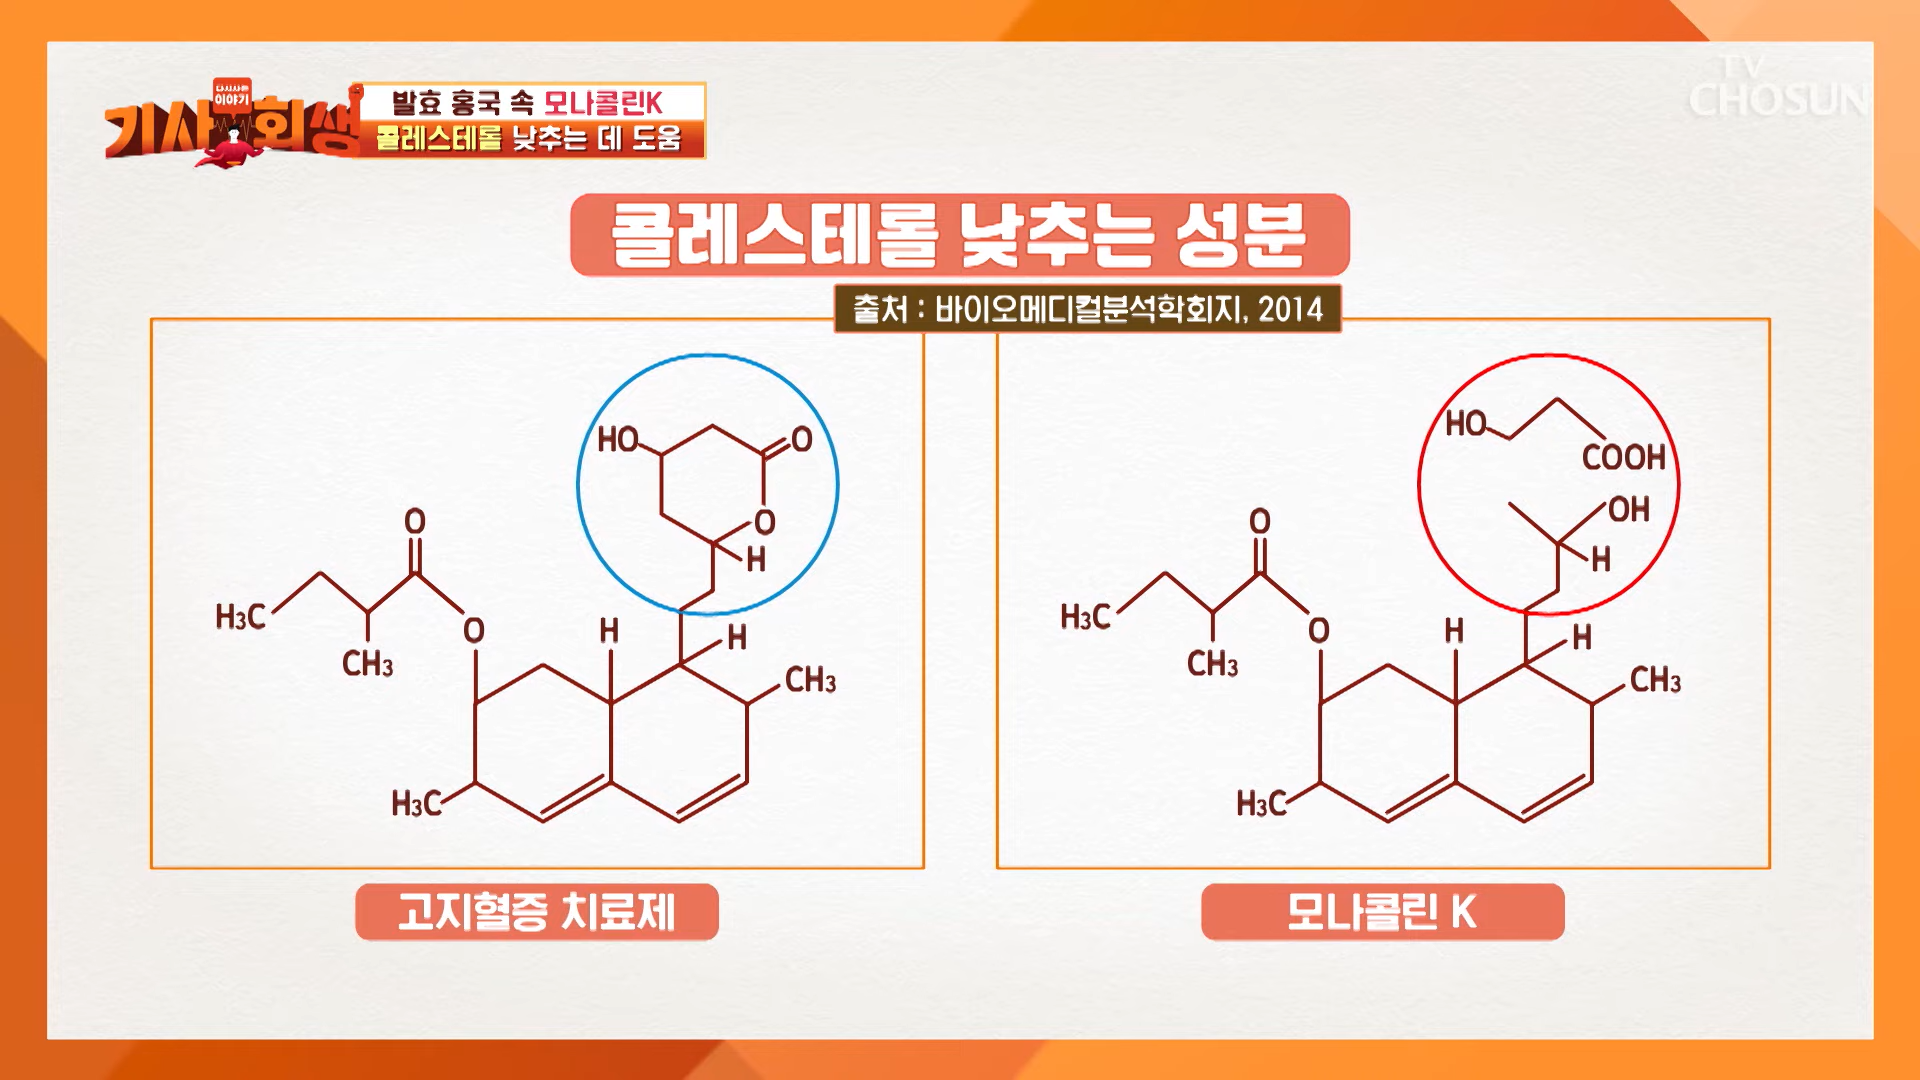 TV
CHOSUN
다시사는
이야기
기사회생
발효 홍국 속 모나콜린K
콜레스테롤 낮추는 데 도움
콜레스테롤 낮추는 성분
출처 : 바이오메디컬분석학회지, 2014
HO
O
O
H
O
H₃C
CH₃
O
H
H
CH₃
H₃C
고지혈증 치료제
HO
COOH
OH
H
O
H₃C
CH₃
O
H
H
CH₃
H₃C
모나콜린 K